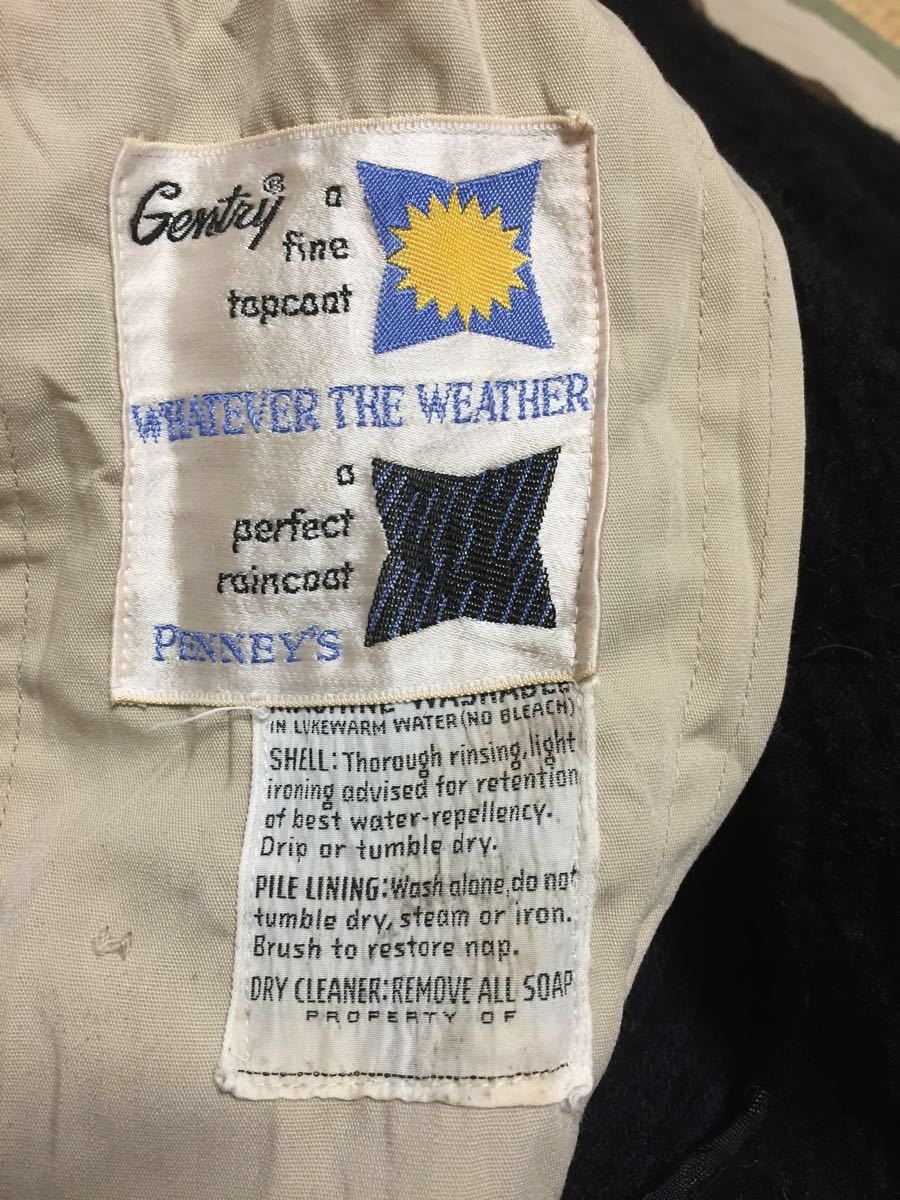 Gentry® a
fine
topcoat
WHATEVER THE WEATHER
a
perfect
raincoat
PENNEY'S
MACHINE WASHABLE
IN LUKEWARM WATER (NO BLEACH)
SHELL: Thorough rinsing, light
ironing advised for retention
of best water-repellency.
Drip or tumble dry.
PILE LINING: Wash alone, do not
tumble dry, steam or iron.
Brush to restore nap.
DRY CLEANER: REMOVE ALL SOAP
PROPERTY OF